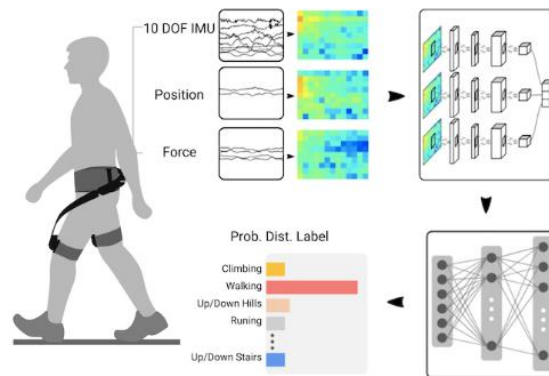 10 DOF IMU
Position
Force
Prob. Dist. Label
Climbing
Walking
Up/Down Hills
Runing
Up/Down Stairs